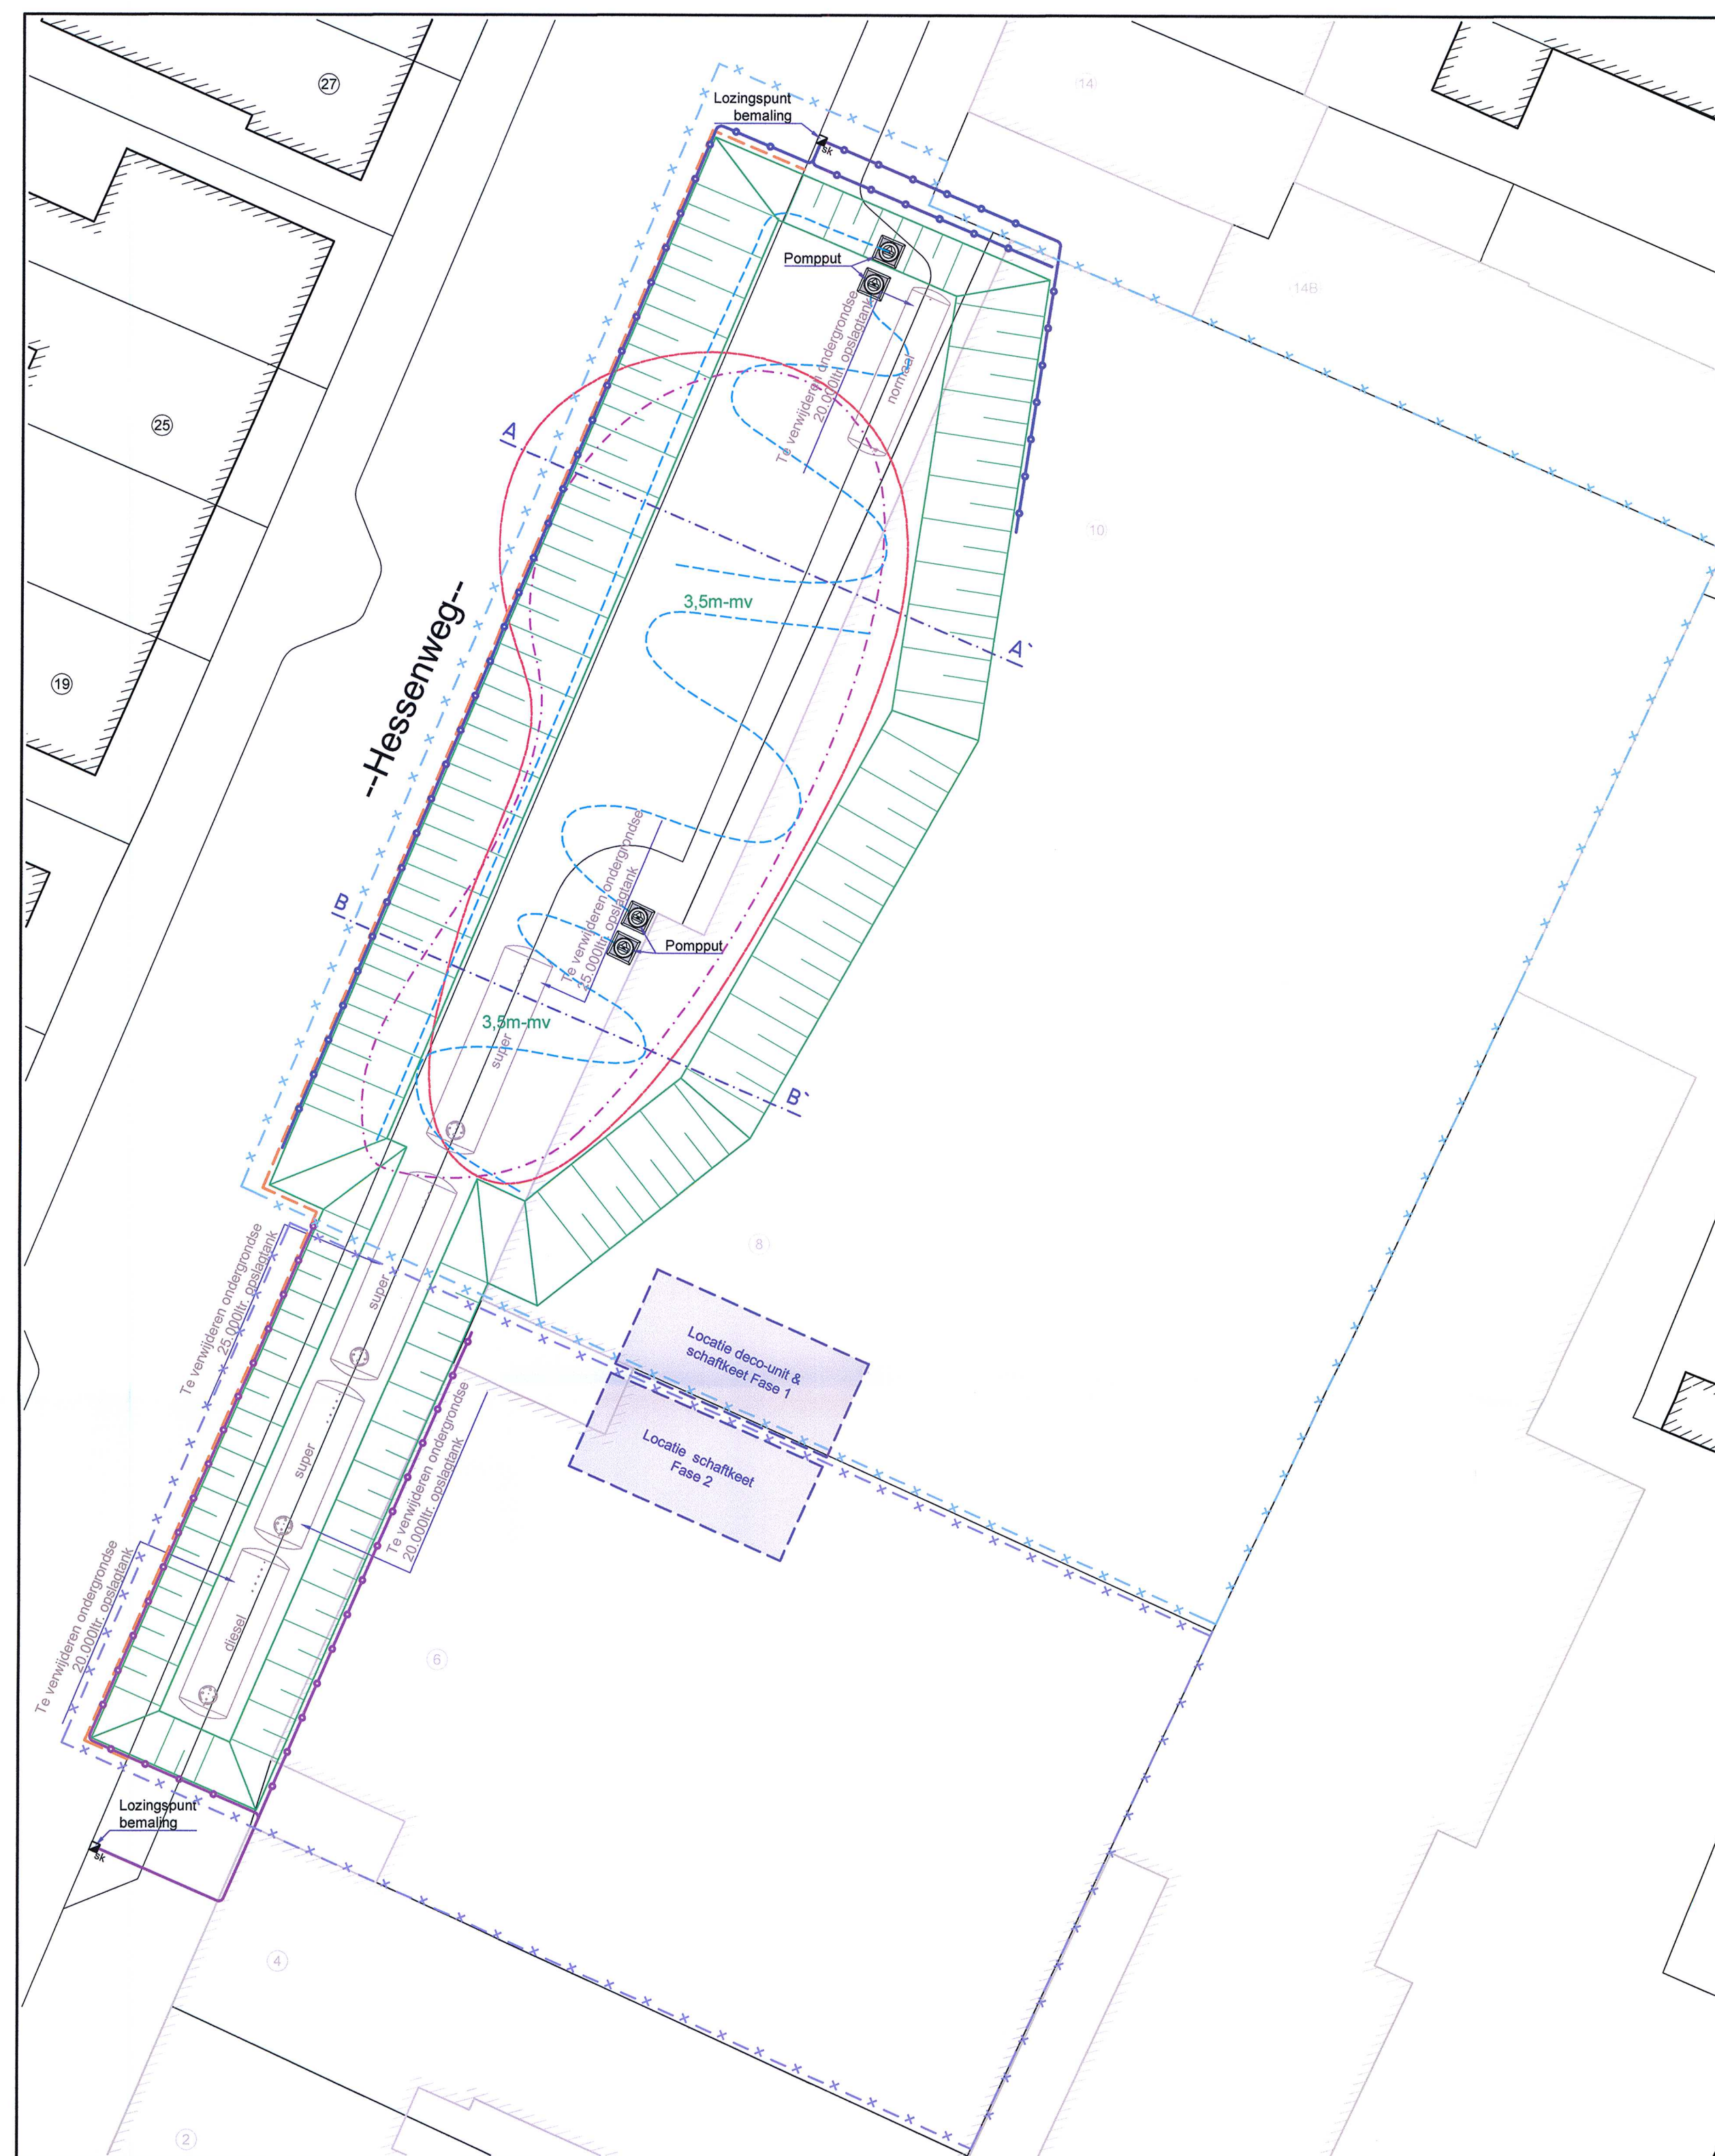 27
14
Lozingspunt
bemaling
sk
Pompput
14B
Te verwijderen ondergrondse
20.000ltr. opslagtank
normaal
25
A
10
3,5m-mv
A`
19
--Hessenweg--
Te verwijderen ondergrondse
25.000ltr. opslagtank
B
Pompput
3,5m-mv
super
B`
8
Te verwijderen ondergrondse
25.000ltr. opslagtank
super
Locatie deco-unit &
schaftkeet Fase 1
Locatie schaftkeet
Fase 2
super
Te verwijderen ondergrondse
20.000ltr. opslagtank
Te verwijderen ondergrondse
20.000ltr. opslagtank
diesel
6
Lozingspunt
bemaling
sk
4
2